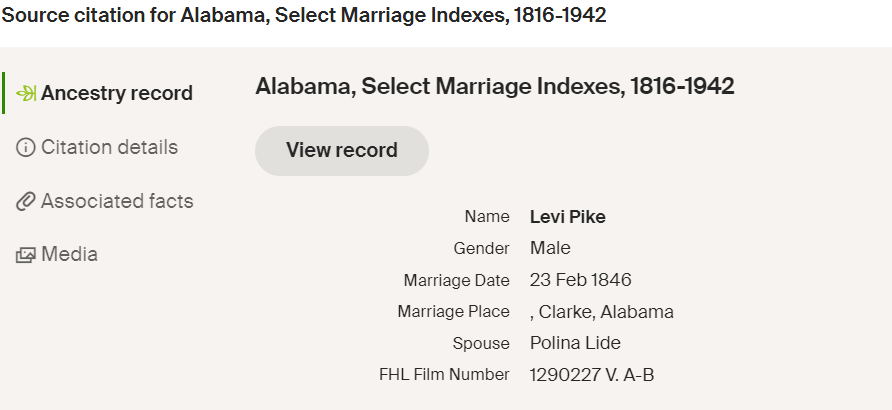 Source citation for Alabama, Select Marriage Indexes, 1816-1942
Ancestry record
Citation details
Associated facts
Media
Alabama, Select Marriage Indexes, 1816-1942
View record
Name Levi Pike
Gender Male
Marriage Date 23 Feb 1846
Marriage Place , Clarke, Alabama
Spouse Polina Lide
FHL Film Number 1290227 V. A-B